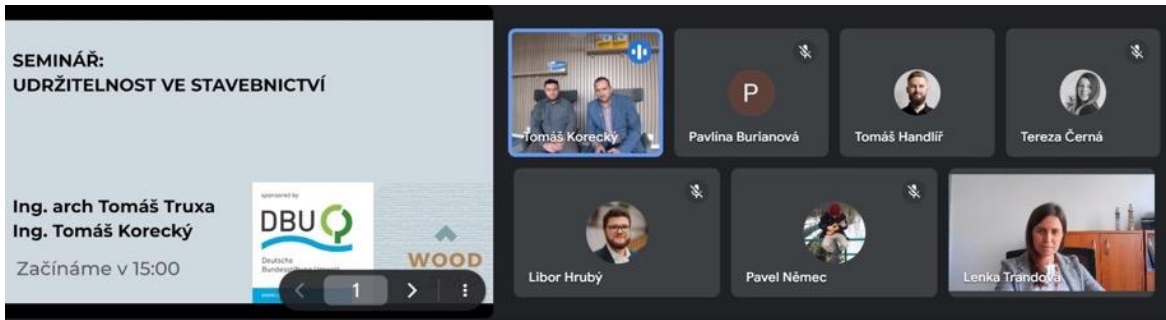 SEMINÁŘ:
UDRŽITELNOST VE STAVEBNICTVÍ
Ing. arch Tomáš Truxa
Ing. Tomáš Korecký
Začínáme v 15:00
sponsored by
DBU
Deutsche
WOOD
1
Tomáš Korecký
P
Pavlína Burianová
Tomáš Handlíř
Tereza Černá
Libor Hrubý
Pavel Němec
Lenka Trandová